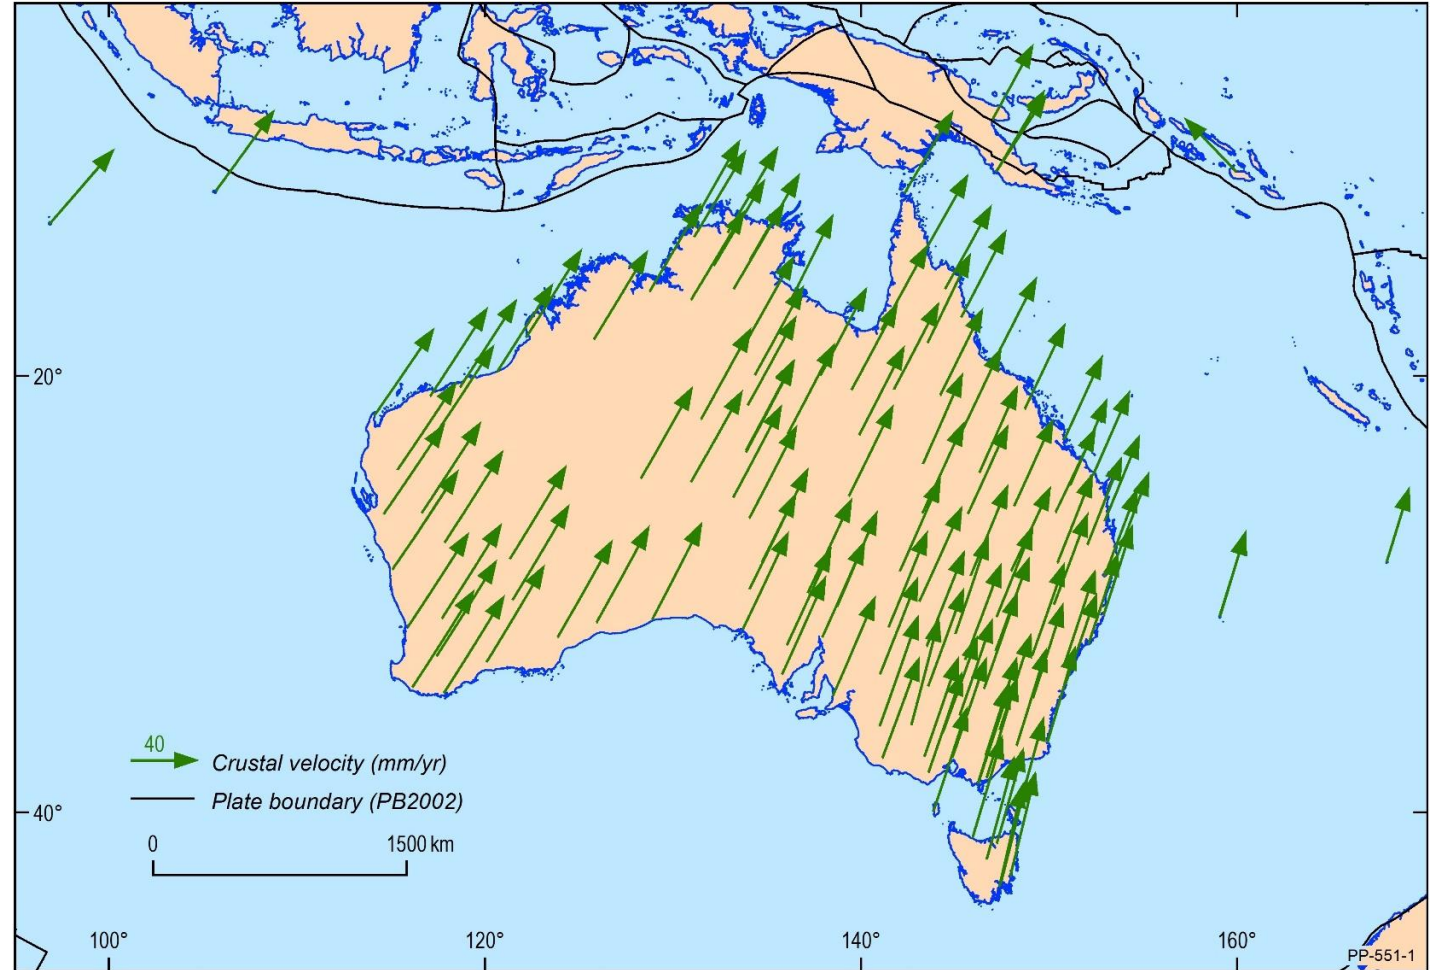 20°
40
Crustal velocity (mm/yr)
Plate boundary (PB2002)
40°
0 1500 km
100° 120° 140° 160°
PP-551-1